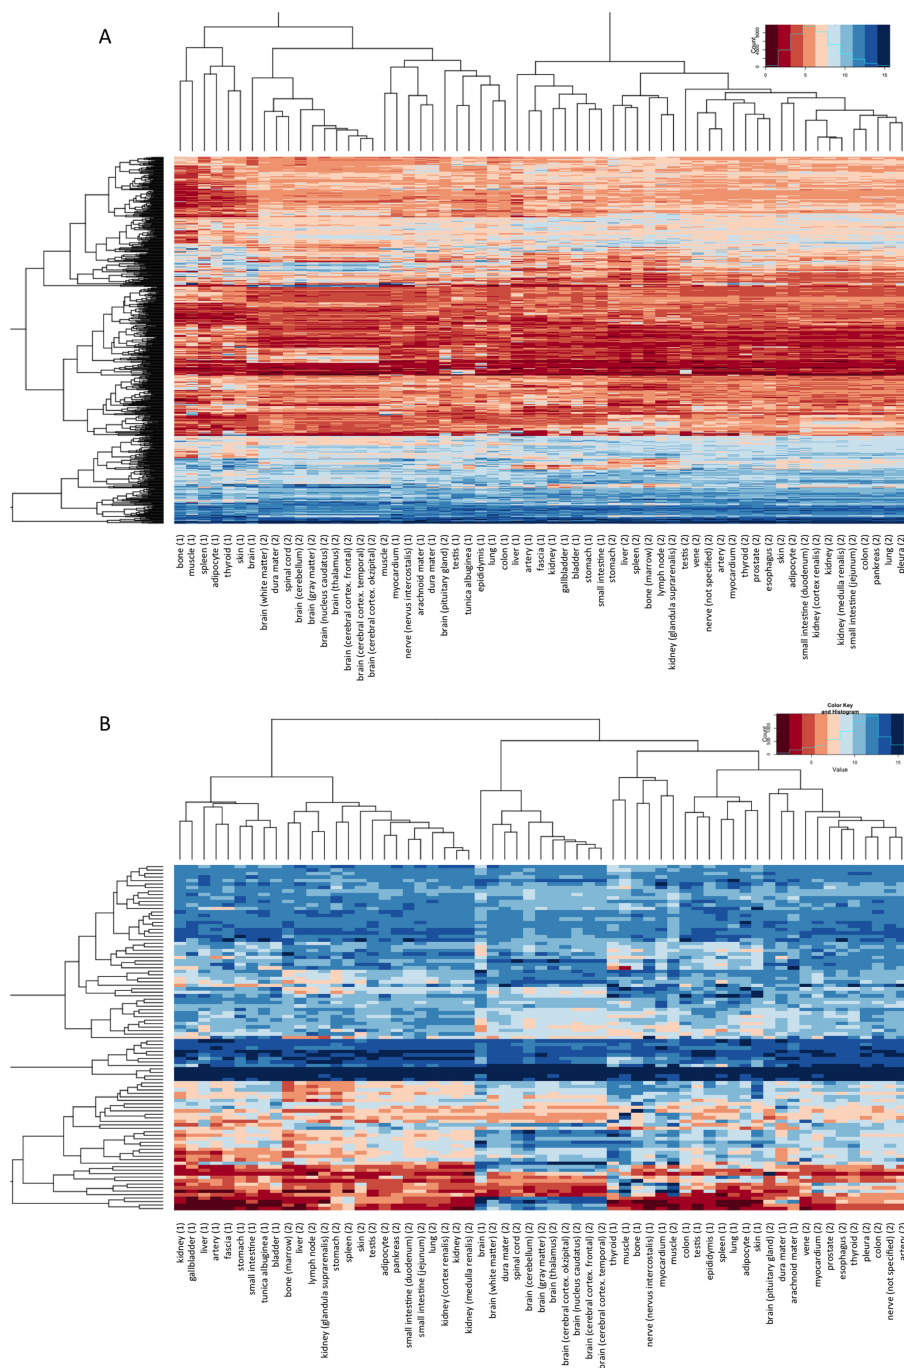 A
Count
0 4000 8000
0 5 10 15
bone (1)
muscle (1)
spleen (1)
adipocyte (1)
thyroid (1)
skin (1)
brain (1)
brain (white matter) (2)
dura mater (2)
spinal cord (2)
brain (cerebellum) (2)
brain (gray matter) (2)
brain (nucleus caudatus) (2)
brain (thalamus) (2)
brain (cerebral cortex. frontal) (2)
brain (cerebral cortex. temporal) (2)
brain (cerebral cortex. okzipital) (2)
muscle (2)
myocardium (1)
nerve (nervus intercostalis) (1)
arachnoid mater (1)
dura mater (1)
brain (pituitary gland) (2)
testis (1)
tunica albuginea (1)
epididymis (1)
lung (1)
colon (1)
liver (1)
artery (1)
fascia (1)
kidney (1)
gallbladder (1)
bladder (1)
stomach (1)
small intestine (1)
stomach (2)
liver (2)
spleen (2)
bone (marrow) (2)
lymph node (2)
kidney (glandula suprarenalis) (2)
testis (2)
vene (2)
nerve (not specified) (2)
artery (2)
myocardium (2)
thyroid (2)
prostate (2)
esophagus (2)
skin (2)
adipocyte (2)
small intestine (duodenum) (2)
kidney (cortex renalis) (2)
kidney (2)
kidney (medulla renalis) (2)
small intestine (jejunum) (2)
colon (2)
pancreas (2)
lung (2)
pleura (2)
B
Color Key
and Histogram
Count
5 10 15
Value
kidney (1)
gallbladder (1)
liver (1)
artery (1)
fascia (1)
stomach (1)
small intestine (1)
tunica albuginea (1)
bladder (1)
bone (marrow) (2)
liver (2)
lymph node (2)
kidney (glandula suprarenalis) (2)
stomach (2)
spleen (2)
skin (2)
testis (2)
adipocyte (2)
pancreas (2)
small intestine (duodenum) (2)
small intestine (jejunum) (2)
lung (2)
kidney (cortex renalis) (2)
kidney (2)
kidney (medulla renalis) (2)
brain (1)
brain (white matter) (2)
dura mater (2)
spinal cord (2)
brain (cerebellum) (2)
brain (gray matter) (2)
brain (thalamus) (2)
brain (cerebral cortex. okzipital) (2)
brain (nucleus caudatus) (2)
brain (cerebral cortex. frontal) (2)
brain (cerebral cortex. temporal) (2)
thyroid (1)
muscle (1)
bone (1)
nerve (nervus intercostalis) (1)
myocardium (1)
muscle (2)
colon (1)
testis (1)
epidymis (1)
spleen (1)
lung (1)
adipocyte (1)
skin (1)
brain (pituitary gland) (2)
dura mater (1)
arachnoid mater (1)
vene (2)
myocardium (2)
prostate (2)
esophagus (2)
thyroid (2)
pleura (2)
colon (2)
nerve (not specified) (2)
artery (2)